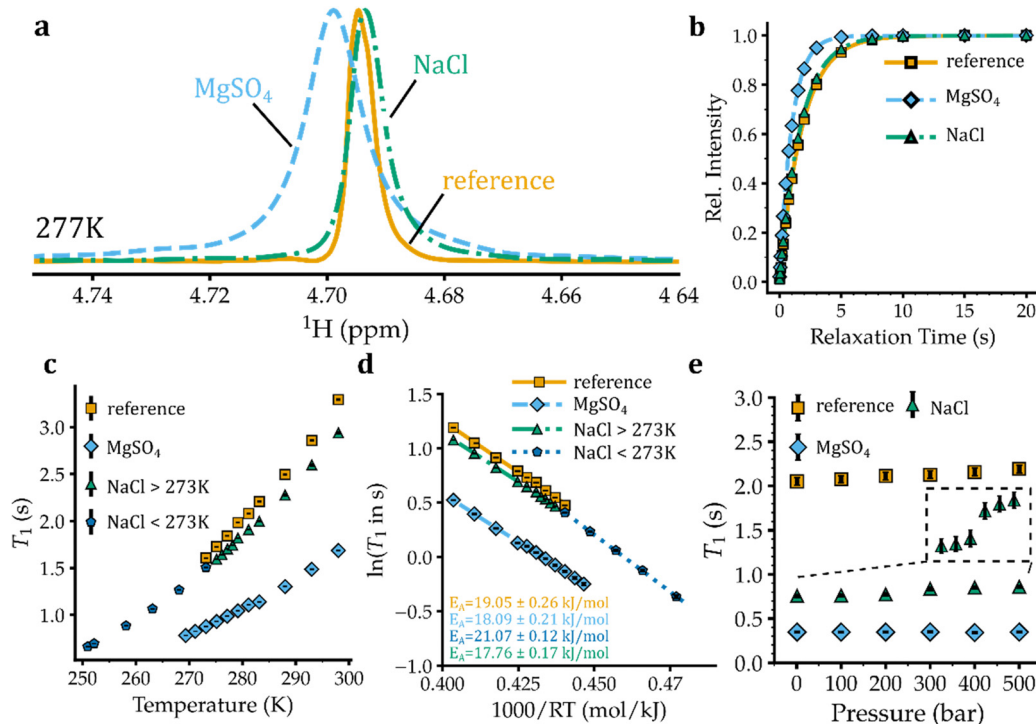 a
MgSO₄
NaCl
reference
277K
4.74
4.72
4.70
4.68
4.66
4 64
¹H (ppm)
b
Rel. Intensity
1.0
0.8
0.6
0.4
0.2
0.0
reference
MgSO₄
NaCl
0
5
10
15
20
Relaxation Time (s)
c
T₁ (s)
3.0
2.5
2.0
1.5
1.0
reference
MgSO₄
NaCl > 273K
NaCl < 273K
250
260
270
280
290
300
Temperature (K)
d
ln(T₁ in s)
1.5
1.0
0.5
0.0
−0.5
−1.0
reference
MgSO₄
NaCl > 273K
NaCl < 273K
E_A=19.05 ± 0.26 kJ/mol
E_A=18.09 ± 0.21 kJ/mol
E_A=21.07 ± 0.12 kJ/mol
E_A=17.76 ± 0.17 kJ/mol
0.400
0.425
0.450
0.47
1000/RT (mol/kJ)
e
T₁ (s)
3.0
2.5
2.0
1.5
1.0
0.5
0.0
reference
NaCl
MgSO₄
0
100
200
300
400
500
Pressure (bar)